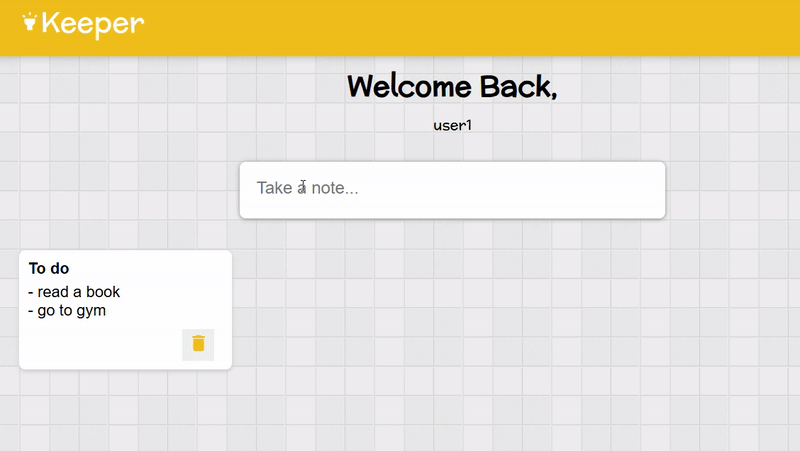 Keeper
Welcome Back,
user1
Take a note...
To do
- read a book
- go to gym